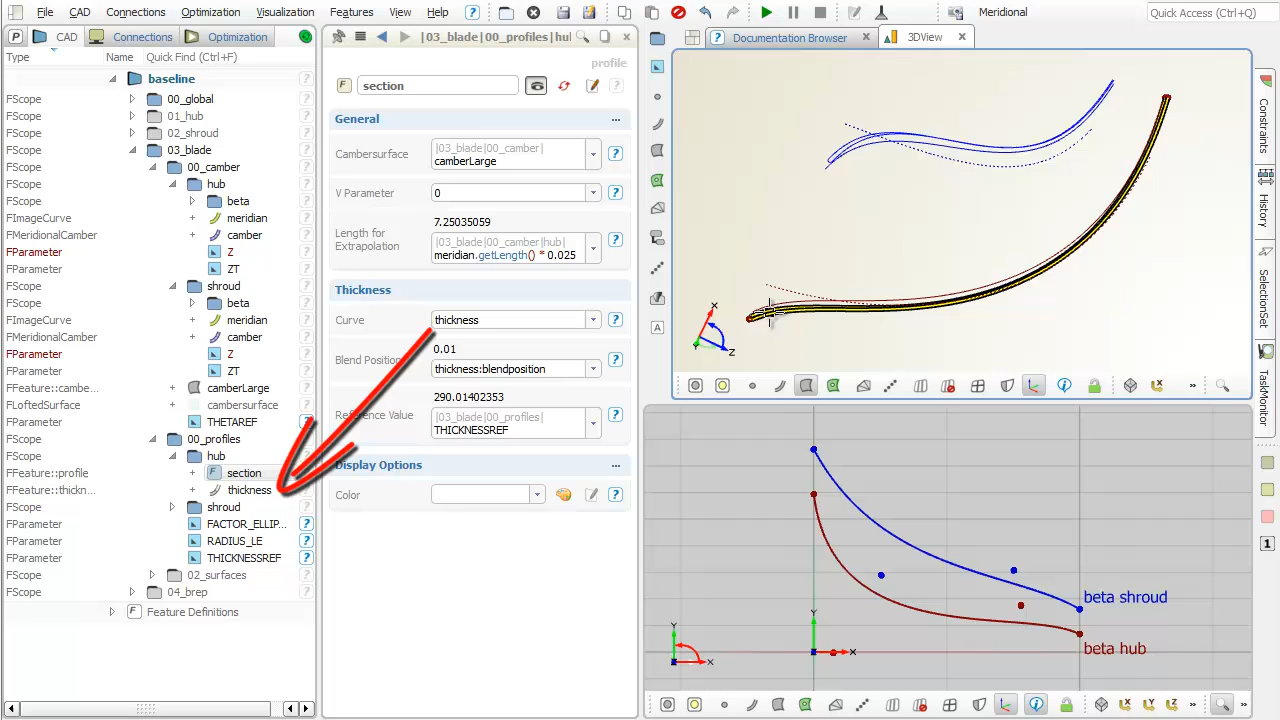 File CAD Connections Optimization Visualization Features View Help ? Meridional Quick Access (Ctrl+Q)
P CAD Connections Optimization
|03_blade|00_profiles|hul
? Documentation Browser 3DView
Type Name Quick Find (Ctrl+F)
profile
baseline
F section
FScope 00_global
FScope 01_hub
FScope 02_shroud
FScope 03_blade
FScope 00_camber
FScope hub
FScope beta
FImageCurve meridian
FMeridionalCamber camber
FParameter Z
FParameter ZT
FScope shroud
FScope beta
FImageCurve meridian
FMeridionalCamber camber
FParameter Z
FParameter ZT
FFeature::cambe... camberLarge
FLoftedSurface cambersurface
FParameter THETAREF
FScope 00_profiles
FScope hub
FFeature::profile F section
FFeature::thickn... thickness
FScope shroud
FParameter FACTOR_ELLIP...
FParameter RADIUS_LE
FParameter THICKNESSREF
FScope 02_surfaces
FScope 04_brep
F Feature Definitions
General ...
Cambersurface
|03_blade|00_camber|
camberLarge
V Parameter 0
Length for Extrapolation
7.25035059
|03_blade|00_camber|hub|
meridian.getLength() * 0.025
Thickness
Curve thickness
Blend Position
0.01
thickness:blendposition
Reference Value
290.01402353
|03_blade|00_profiles|
THICKNESSREF
Display Options ...
Color
X
Y
Z
Constraints
History
SelectionSet
TaskMonitor
A
1
beta shroud
beta hub
Y
X
Y
X